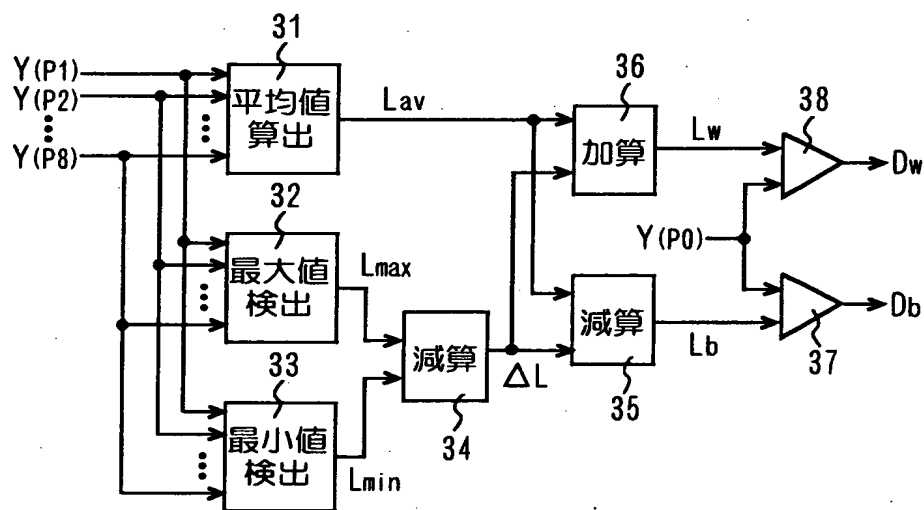 31
Y(P1)
Y(P2)
Y(P8)
平均値
算出
Lav
36
加算
Lw
38
Dw
32
最大値
検出
Lmax
Y(P0)
減算
34
ΔL
減算
35
Lb
37
Db
33
最小値
検出
Lmin